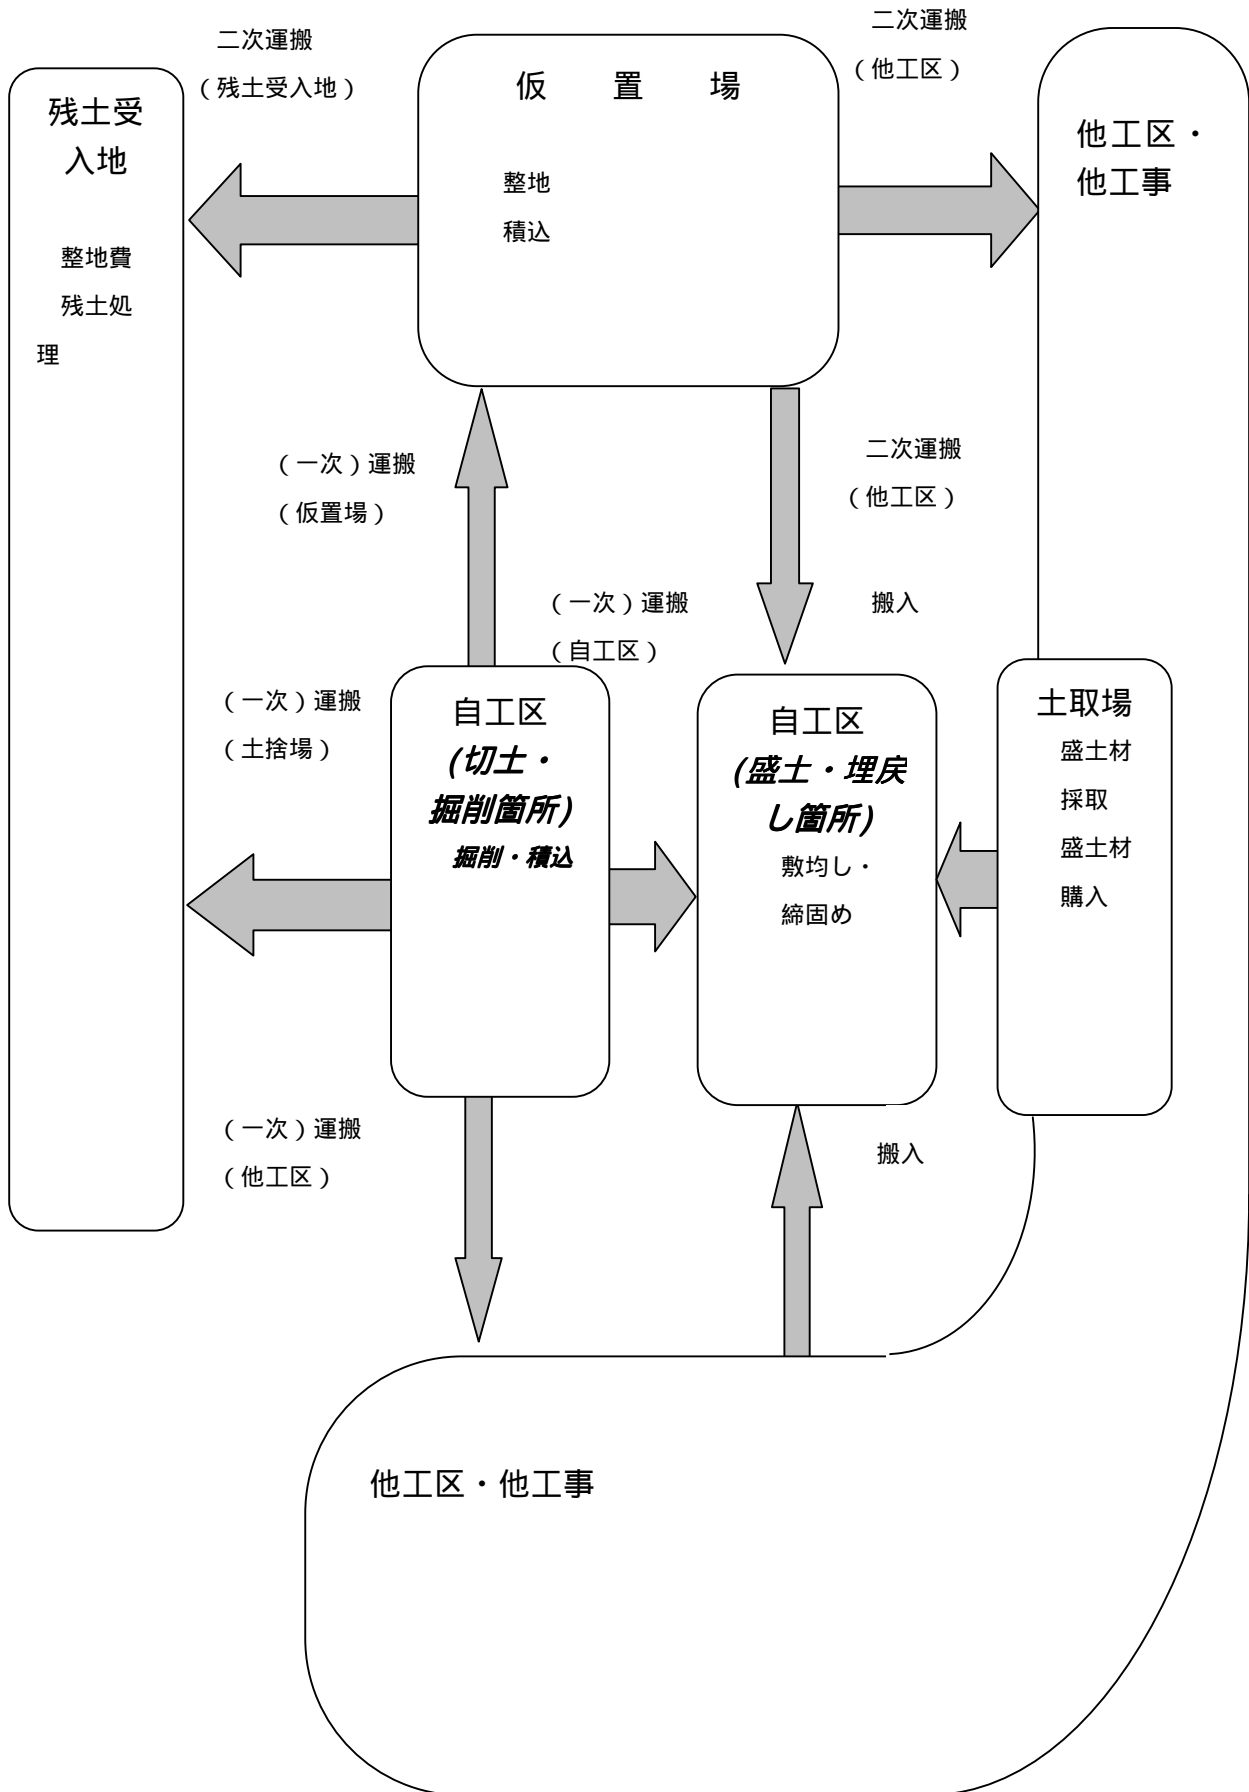 二次運搬
（残土受入地）
二次運搬
（他工区）
仮　置　場
整地
積込
残土受
入地
整地費
残土処
理
他工区・
他工事
（一次）運搬
（仮置場）
二次運搬
（他工区）
（一次）運搬
（自工区）
搬入
（一次）運搬
（土捨場）
自工区
(切土・
掘削箇所)
掘削・積込
自工区
(盛土・埋戻
し箇所)
敷均し・
締固め
土取場
盛土材
採取
盛土材
購入
（一次）運搬
（他工区）
搬入
他工区・他工事